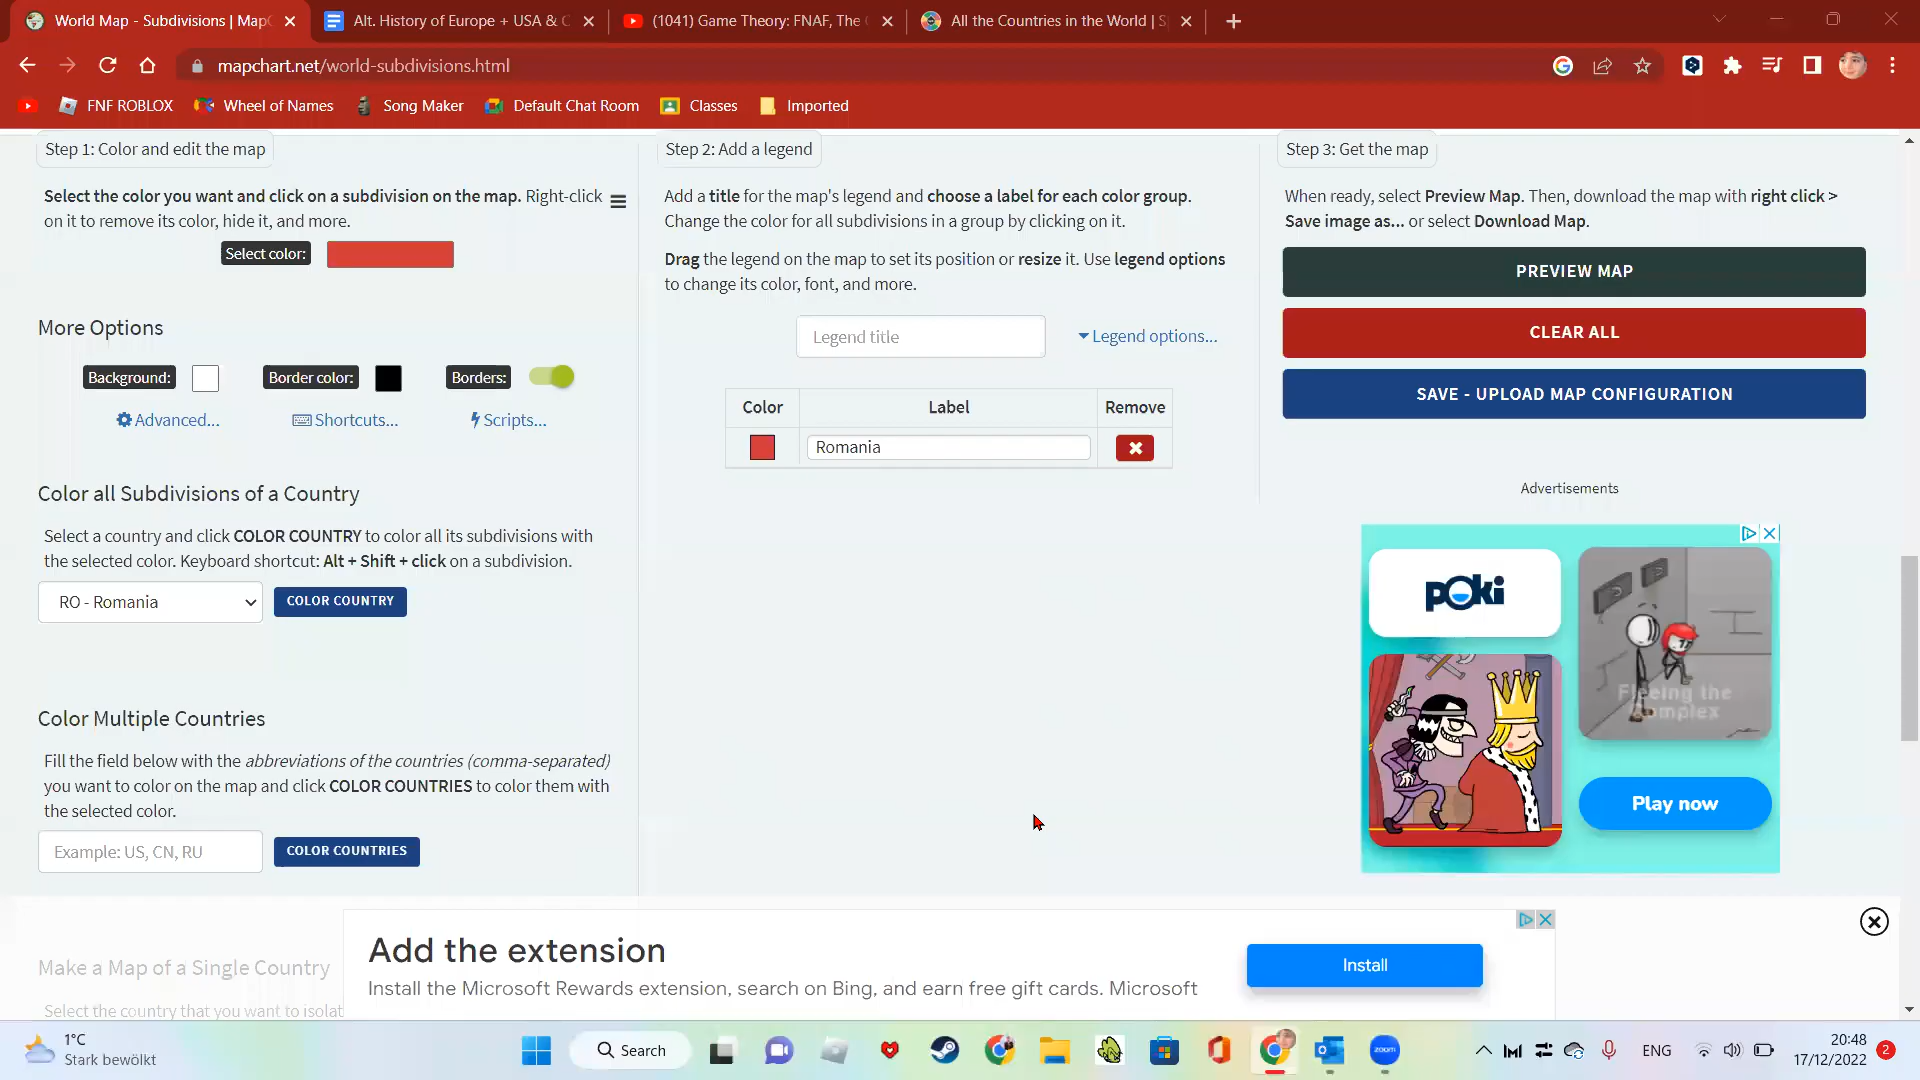 World Map - Subdivisions | MapC
Alt. History of Europe + USA & C
(1041) Game Theory: FNAF, The
All the Countries in the World | S
mapchart.net/world-subdivisions.html
FNF ROBLOX
Wheel of Names
Song Maker
Default Chat Room
Classes
Imported
Step 1: Color and edit the map
Select the color you want and click on a subdivision on the map. Right-click
on it to remove its color, hide it, and more.
Select color:
More Options
Background:
Border color:
Borders:
Advanced...
Shortcuts...
Scripts...
Color all Subdivisions of a Country
Select a country and click COLOR COUNTRY to color all its subdivisions with
the selected color. Keyboard shortcut: Alt + Shift + click on a subdivision.
RO - Romania
COLOR COUNTRY
Color Multiple Countries
Fill the field below with the abbreviations of the countries (comma-separated)
you want to color on the map and click COLOR COUNTRIES to color them with
the selected color.
Example: US, CN, RU
COLOR COUNTRIES
Make a Map of a Single Country
Select the country that you want to isolat
Step 2: Add a legend
Add a title for the map's legend and choose a label for each color group.
Change the color for all subdivisions in a group by clicking on it.
Drag the legend on the map to set its position or resize it. Use legend options
to change its color, font, and more.
Legend title
Legend options...
Color
Label
Remove
Romania
Step 3: Get the map
When ready, select Preview Map. Then, download the map with right click >
Save image as... or select Download Map.
PREVIEW MAP
CLEAR ALL
SAVE - UPLOAD MAP CONFIGURATION
Advertisements
poki
Fleeing the
Complex
Play now
Add the extension
Install the Microsoft Rewards extension, search on Bing, and earn free gift cards. Microsoft
Install
1°C
Stark bewölkt
Search
zoom
ENG
20:48
17/12/2022
2